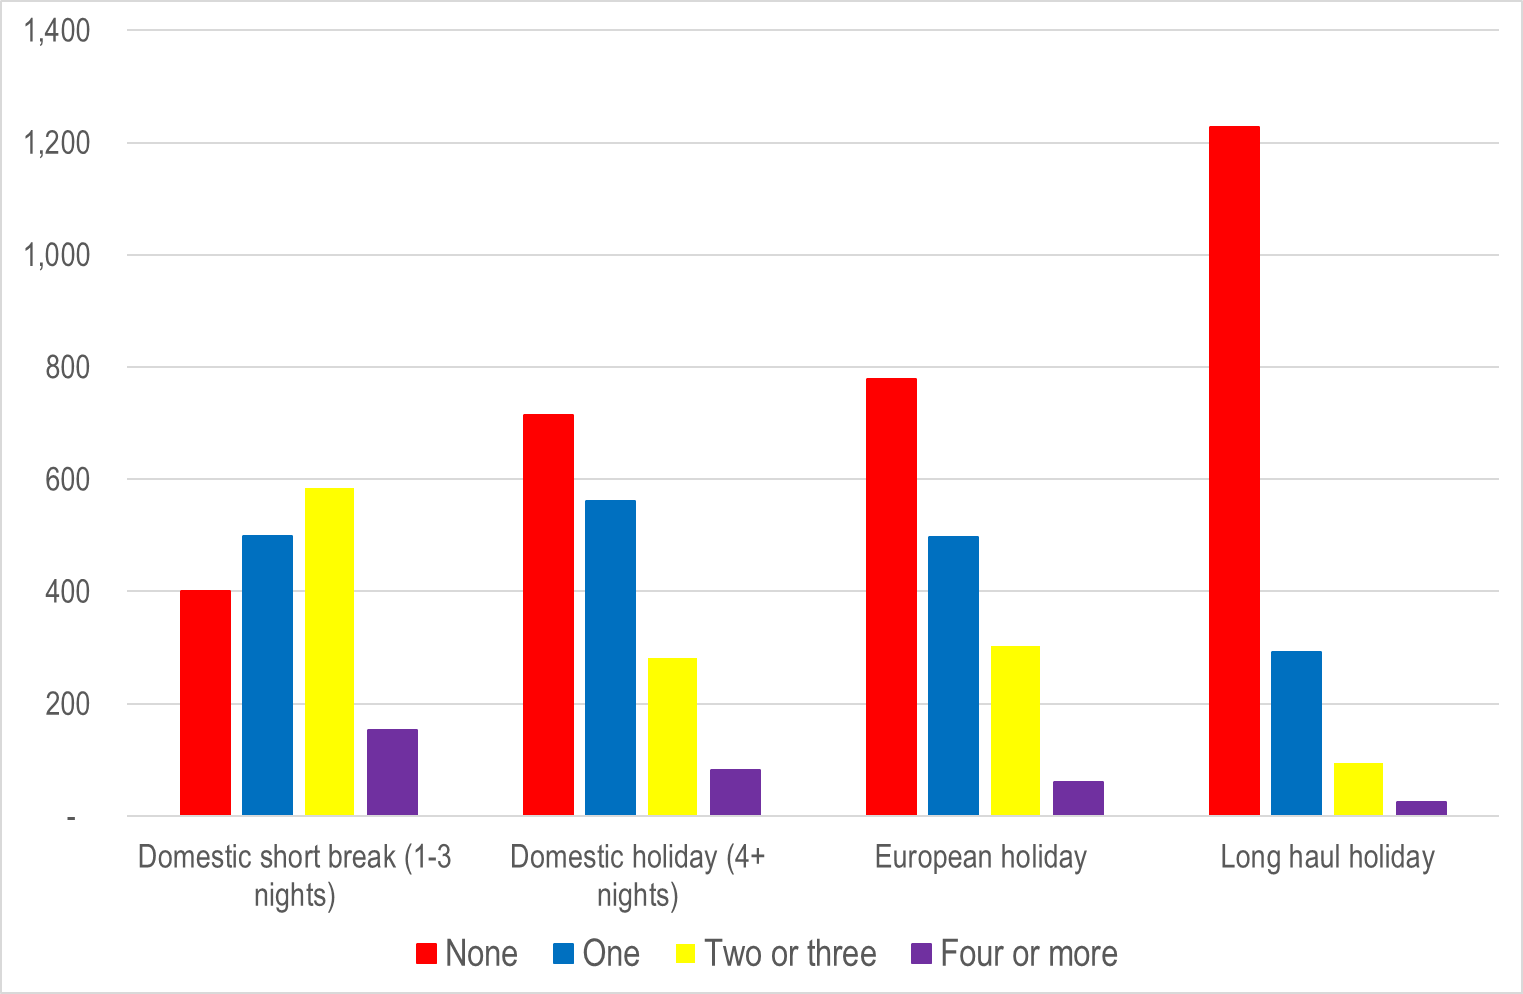 1,400
1,200
1,000
800
600
400
200
-
Domestic short break (1-3
nights)
Domestic holiday (4+
nights)
European holiday
Long haul holiday
None One Two or three Four or more